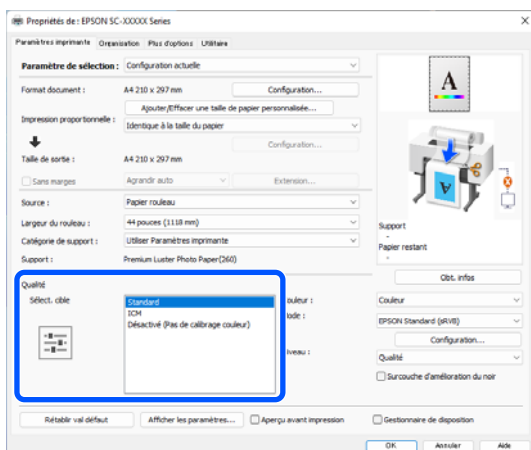 Propriétés de : EPSON SC-XXXXX Series
Paramètres imprimante Organisation Plus d'options Utilitaire
Paramètre de sélection : Configuration actuelle
Format document : A4 210 x 297 mm Configuration...
Ajouter/Effacer une taille de papier personnalisée...
Impression proportionnelle : Identique à la taille du papier
Configuration...
Taille de sortie : A4 210 x 297 mm
Sans marges Agrandir auto Extension...
Source : Papier rouleau
Largeur du rouleau : 44 pouces (1118 mm)
Catégorie de support : Utiliser Paramètres imprimante
Support : Premium Luster Photo Paper(260)
A
A
Support
-
Papier restant
-
Obt. infos
Qualité
Sélect. cible
Standard
ICM
Désactivé (Pas de calibrage couleur)
ouleur : Couleur
lode : EPSON Standard (sRVB)
Configuration...
iveau : Qualité
Surcouche d'amélioration du noir
Rétablir val défaut Afficher les paramètres... Aperçu avant impression Gestionnaire de disposition
OK Annuler Aide